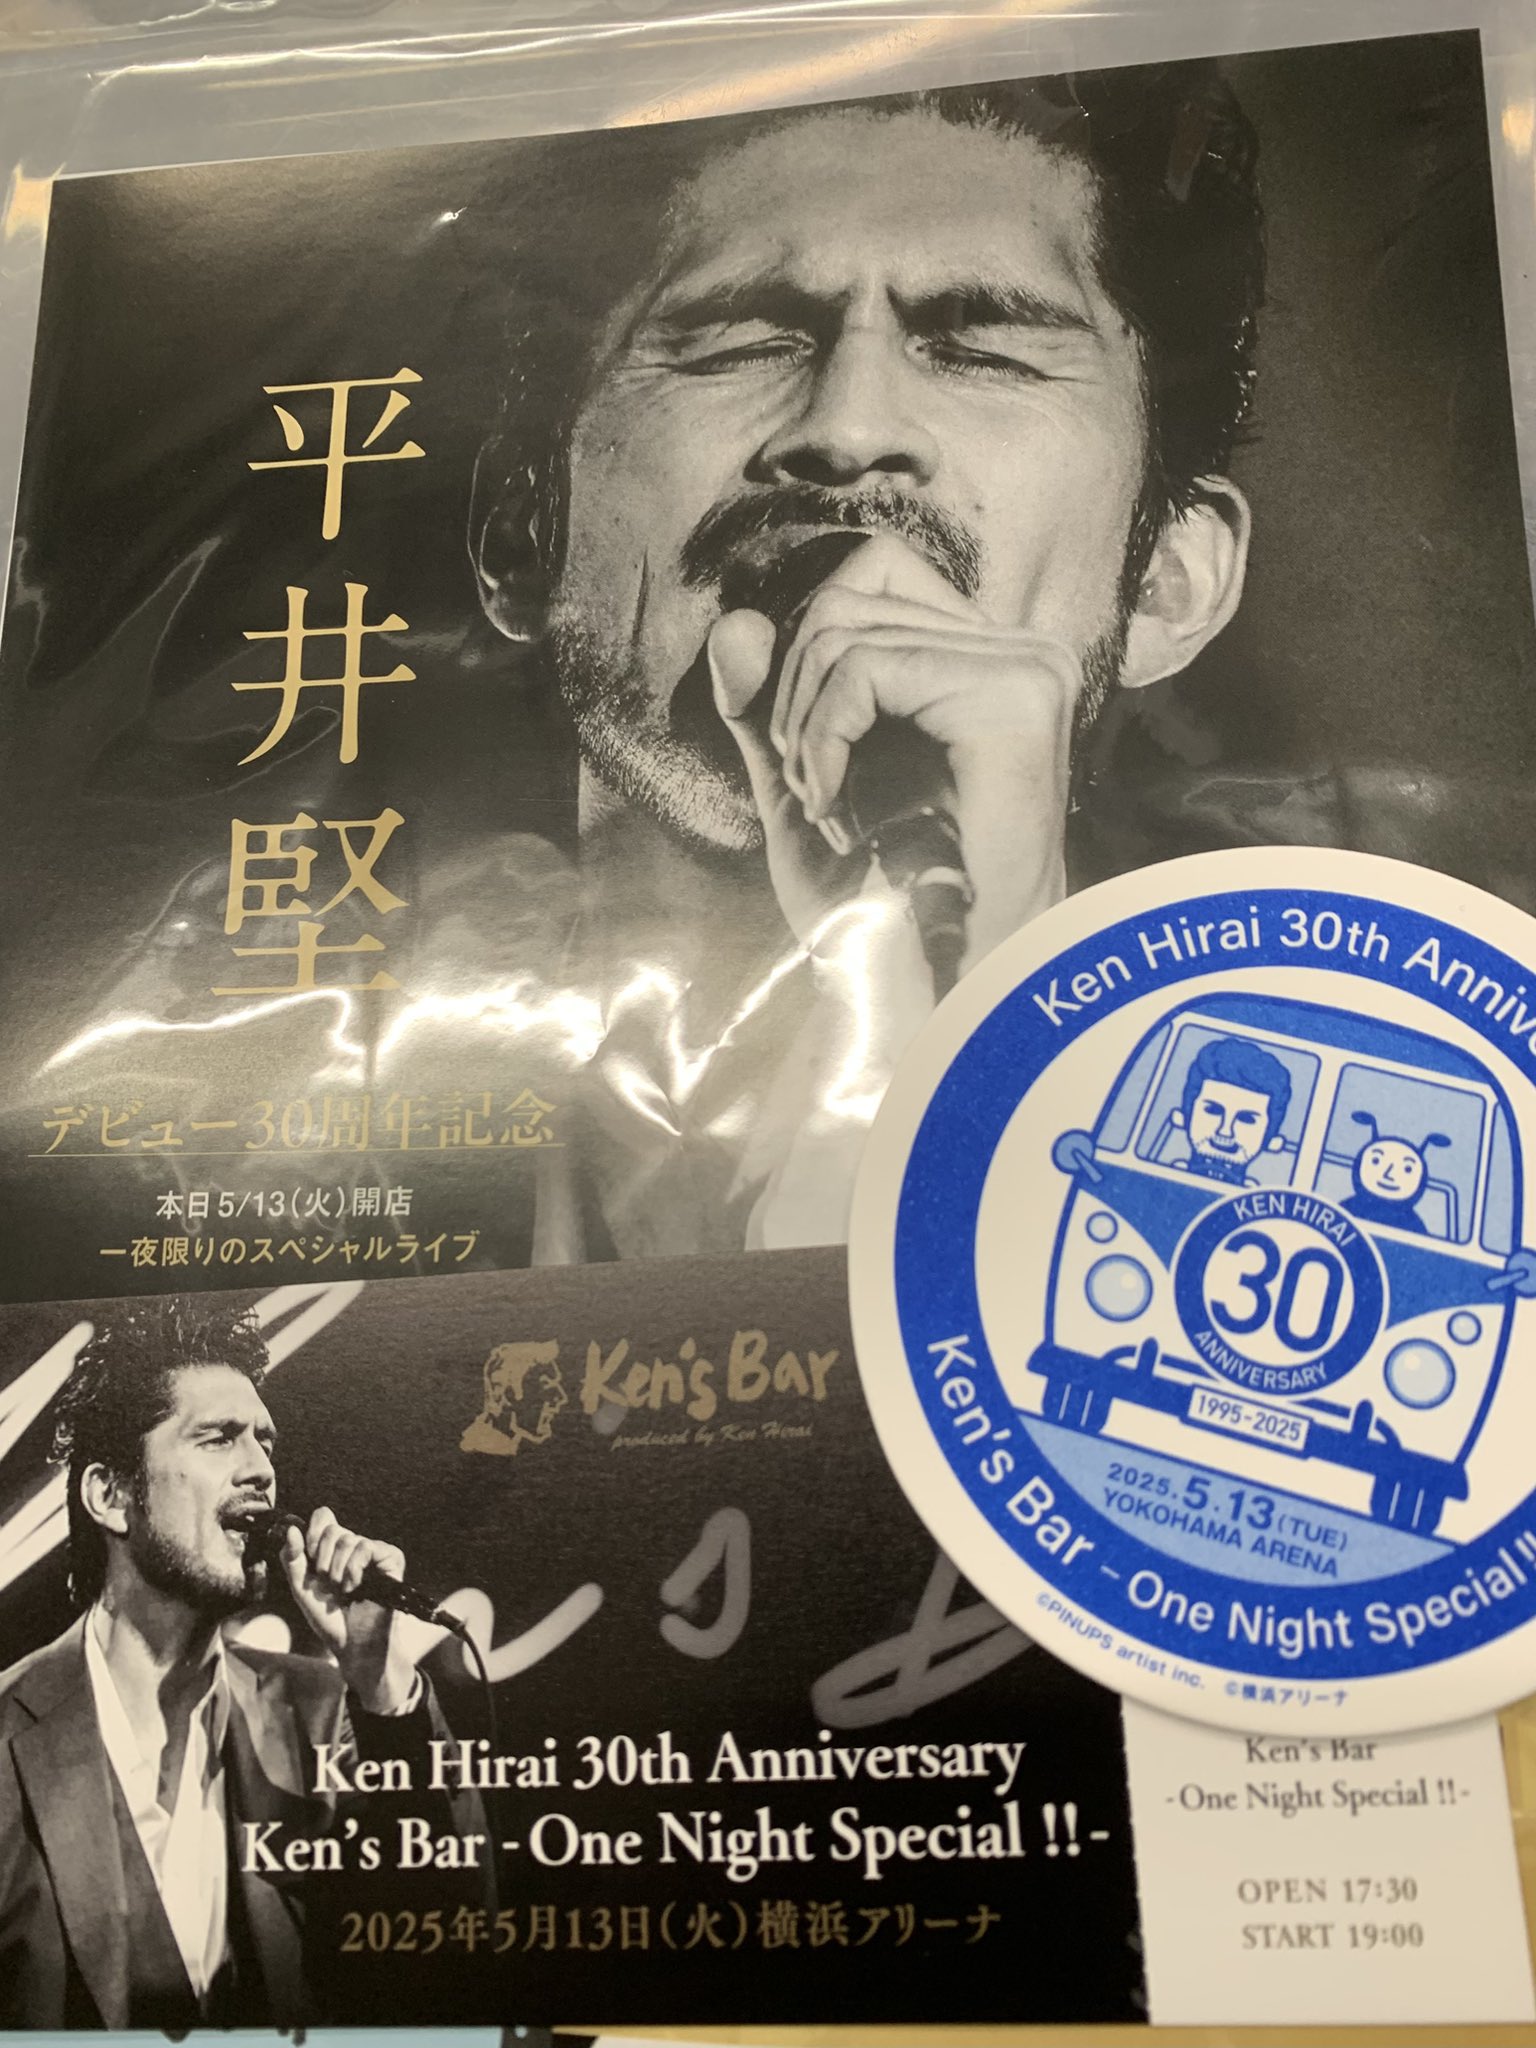 平井堅
デビュー30周年記念
本日5/13(火)開店
一夜限りのスペシャルライブ
Ken's Bar
produced by Ken Hirai
Ken Hirai 30th Anniversary
Ken's Bar -One Night Special !!-
2025年5月13日(火)横浜アリーナ
Ken Hirai 30th Annive
KEN HIRAI
30
ANNIVERSARY
1995-2025
2025.5.13(TUE)
YOKOHAMA ARENA
Ken's Bar – One Night Special!!
©PINUPS artist inc. ©横浜アリーナ
Ken's Bar
-One Night Special !!-
OPEN 17:30
START 19:00